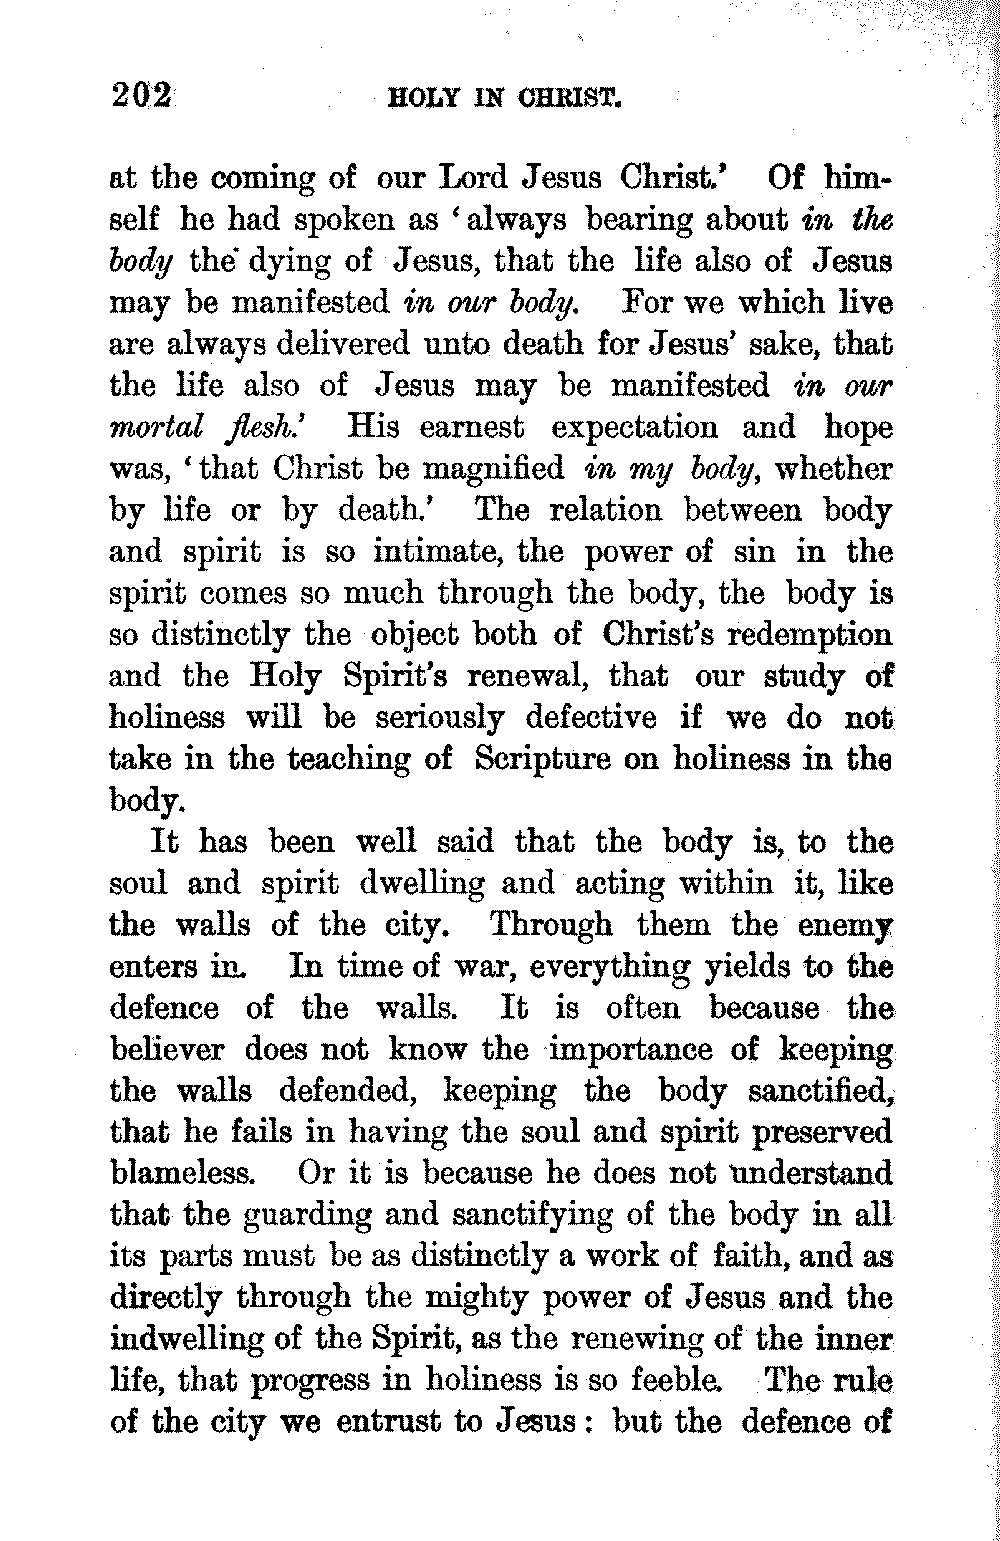 202 HOLY IN CHRIST.
at the coming of our Lord Jesus Christ.’ Of him-
self he had spoken as ‘always bearing about in the
body the dying of Jesus, that the life also of Jesus
may be manifested in our body. For we which live
are always delivered unto death for Jesus’ sake, that
the life also of Jesus may be manifested in our
mortal flesh.’ His earnest expectation and hope
was, ‘that Christ be magnified in my body, whether
by life or by death.’ The relation between body
and spirit is so intimate, the power of sin in the
spirit comes so much through the body, the body is
so distinctly the object both of Christ’s redemption
and the Holy Spirit’s renewal, that our study of
holiness will be seriously defective if we do not
take in the teaching of Scripture on holiness in the
body.
It has been well said that the body is, to the
soul and spirit dwelling and acting within it, like
the walls of the city. Through them the enemy
enters in. In time of war, everything yields to the
defence of the walls. It is often because the
believer does not know the importance of keeping
the walls defended, keeping the body sanctified,
that he fails in having the soul and spirit preserved
blameless. Or it is because he does not understand
that the guarding and sanctifying of the body in all
its parts must be as distinctly a work of faith, and as
directly through the mighty power of Jesus and the
indwelling of the Spirit, as the renewing of the inner
life, that progress in holiness is so feeble. The rule
of the city we entrust to Jesus: but the defence of